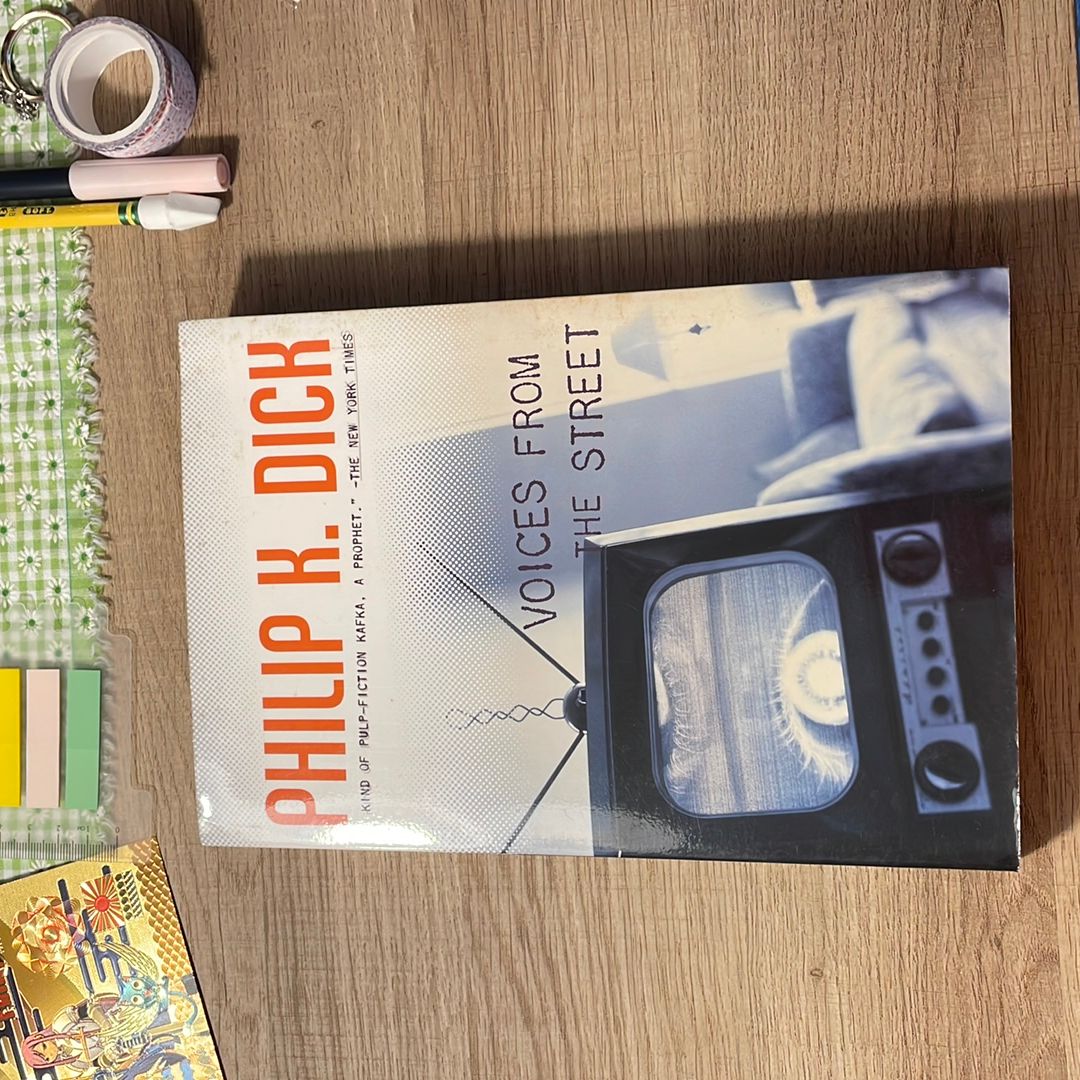 PHILIP K. DICK
KIND OF PULP-FICTION KAFKA, A PROPHET." -THE NEW YORK TIMES
VOICES FROM
THE STREET